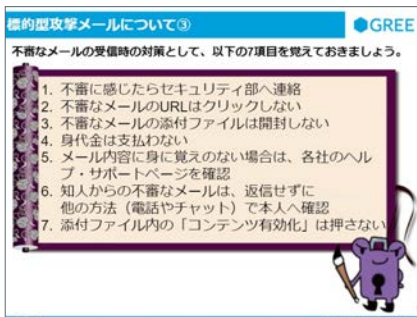 標的型攻撃メールについて③
GREE
不審なメールの受信時の対策として、以下の7項目を覚えておきましょう。
1. 不審に感じたらセキュリティ部へ連絡
2. 不審なメールのURLはクリックしない
3. 不審なメールの添付ファイルは開封しない
4. 身代金は支払わない
5. メール内容に身に覚えのない場合は、各社のヘル
プ・サポートページを確認
6. 知人からの不審なメールは、返信せずに
他の方法（電話やチャット）で本人へ確認
7. 添付ファイル内の「コンテンツ有効化」は押さない